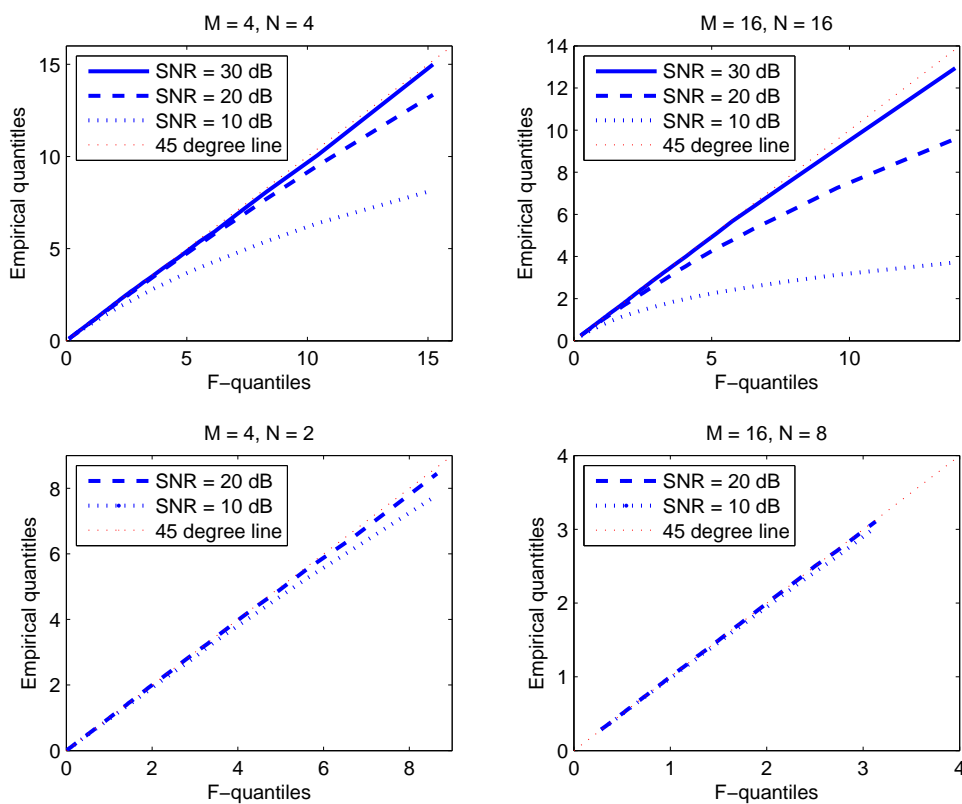 M = 4, N = 4
15
10
5
0
Empirical quantitles
SNR = 30 dB
SNR = 20 dB
SNR = 10 dB
45 degree line
0 5 10 15
F−quantiles
M = 16, N = 16
14
12
10
8
6
4
2
0
Empirical quantitles
SNR = 30 dB
SNR = 20 dB
SNR = 10 dB
45 degree line
0 5 10
F−quantiles
M = 4, N = 2
8
6
4
2
0
Empirical quantitles
SNR = 20 dB
SNR = 10 dB
45 degree line
0 2 4 6 8
F−quantiles
M = 16, N = 8
4
3
2
1
0
Empirical quantitles
SNR = 20 dB
SNR = 10 dB
45 degree line
0 1 2 3 4
F−quantiles